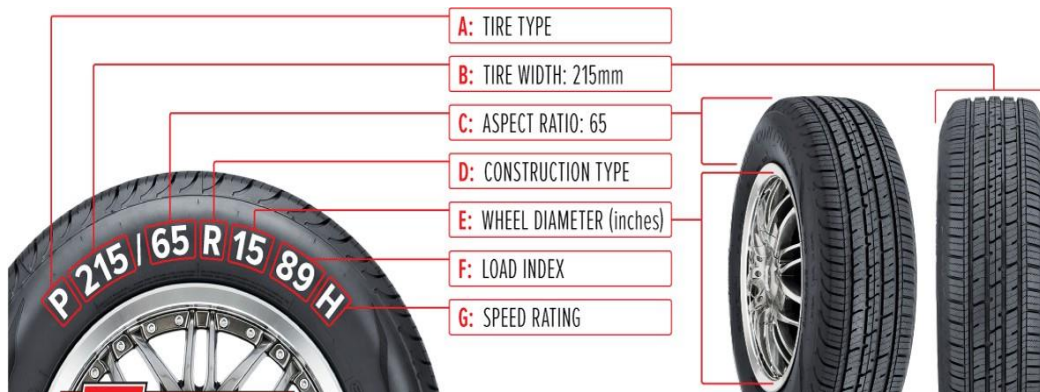 A: TIRE TYPE
B: TIRE WIDTH: 215mm
C: ASPECT RATIO: 65
D: CONSTRUCTION TYPE
E: WHEEL DIAMETER (inches)
F: LOAD INDEX
G: SPEED RATING
P 215 / 65 R 15 89 H